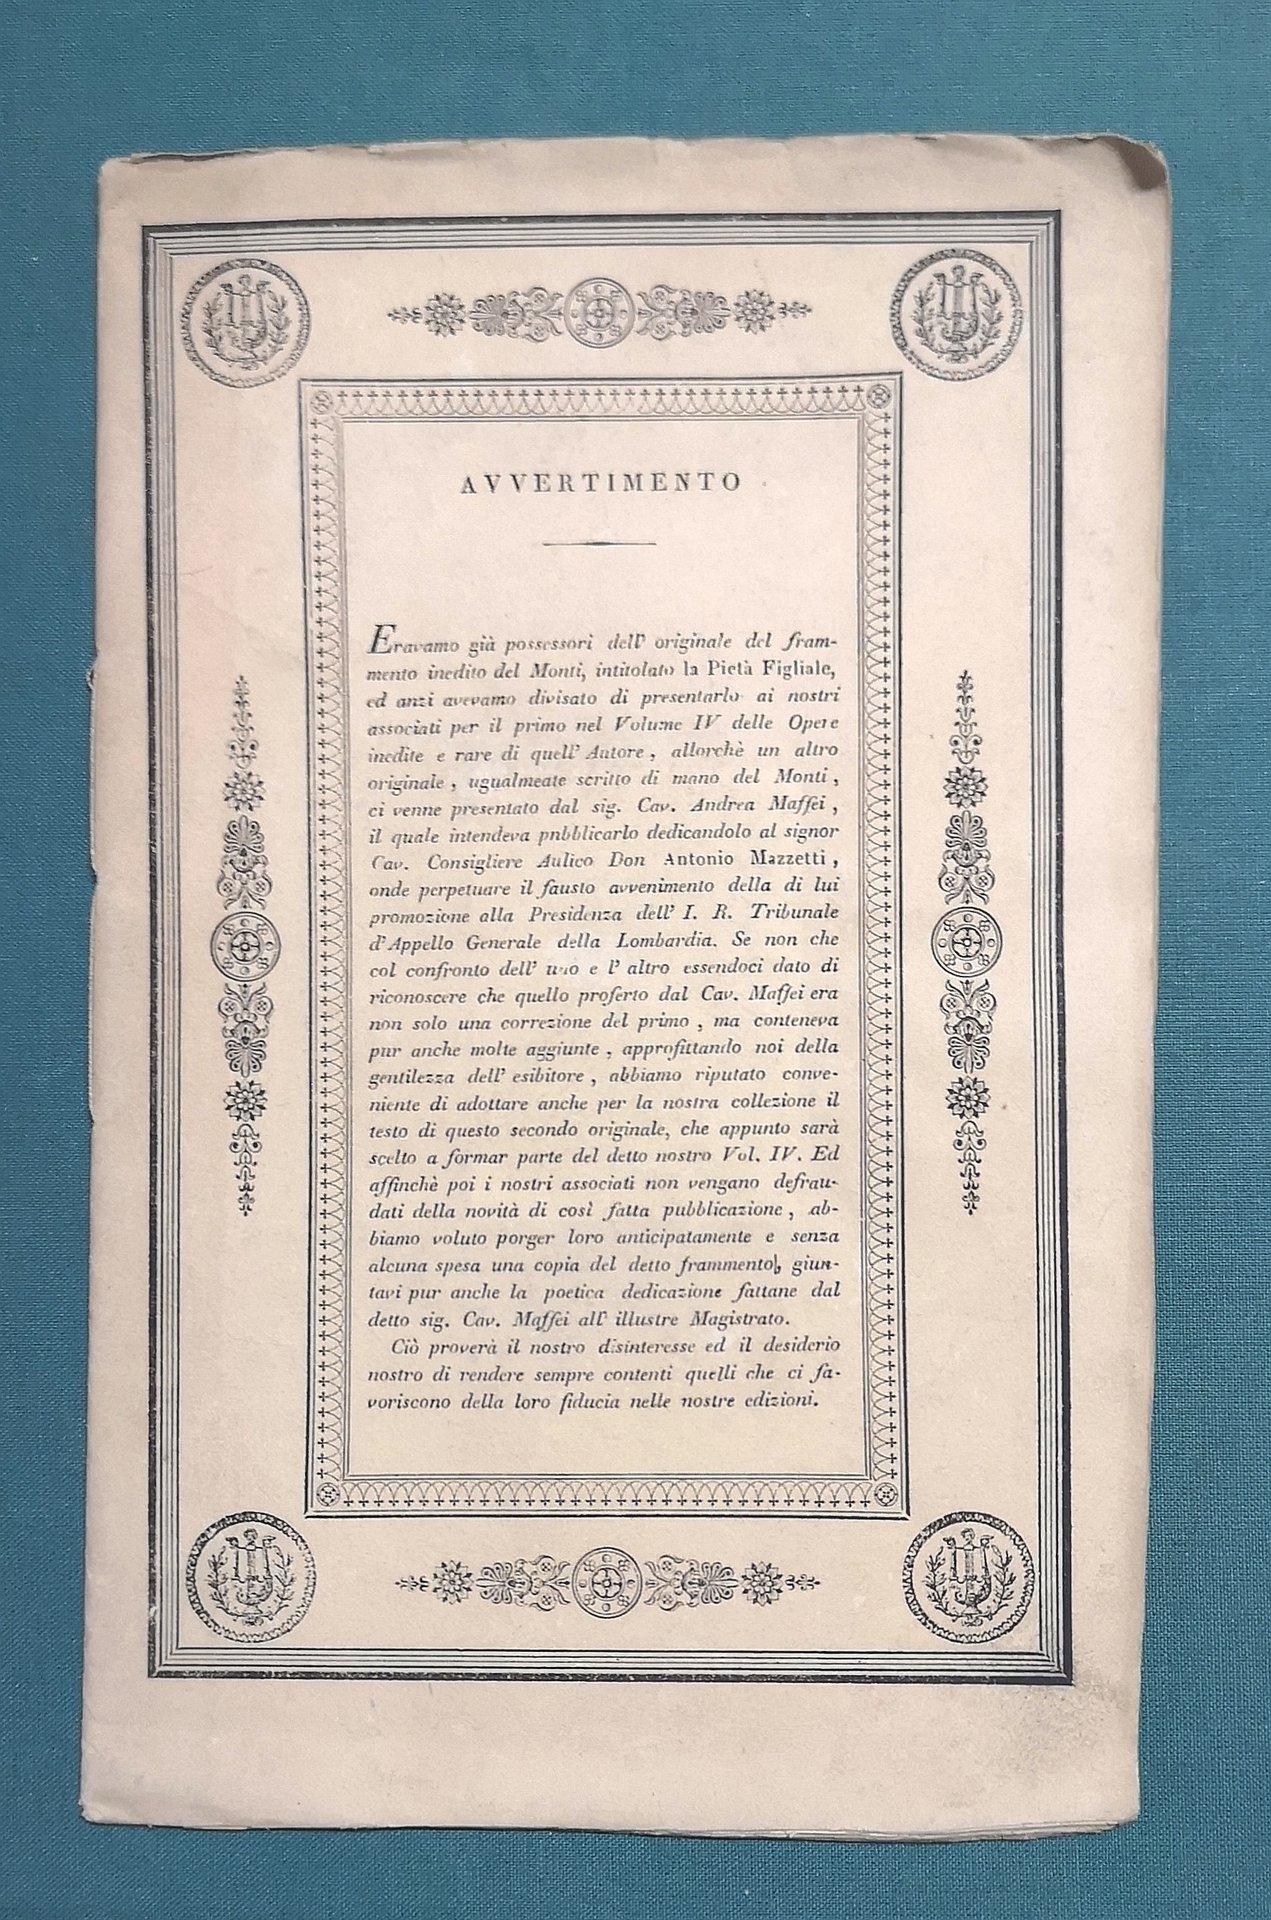 AVVERTIMENTO
Eravamo già possessori dell' originale del fram-
mento inedito del Monti, intitolato la Pietà Figliale,
ed anzi avevamo divisato di presentarlo ai nostri
associati per il primo nel Volume IV delle Opere
inedite e rare di quell' Autore, allorchè un altro
originale, ugualmeate scritto di mano del Monti,
ci venne presentato dal sig. Cav. Andrea Maffei,
il quale intendeva pnbblicarlo dedicandolo al signor
Cav. Consigliere Aulico Don Antonio Mazzetti,
onde perpetuare il fausto avvenimento della di lui
promozione alla Presidenza dell' I. R. Tribunale
d'Appello Generale della Lombardia. Se non che
col confronto dell' uno e l' altro essendoci dato di
riconoscere che quello proferto dal Cav. Maffei era
non solo una correzione del primo, ma conteneva
pur anche molte aggiunte, approfittando noi della
gentilezza dell' esibitore, abbiamo riputato conve-
niente di adottare anche per la nostra collezione il
testo di questo secondo originale, che appunto sarà
scelto a formar parte del detto nostro Vol. IV. Ed
affinchè poi i nostri associati non vengano defrau-
dati della novità di così fatta pubblicazione, ab-
biamo voluto porger loro anticipatamente e senza
alcuna spesa una copia del detto frammento, giun-
tavi pur anche la poetica dedicazione fattane dal
detto sig. Cav. Maffei all' illustre Magistrato.
Ciò proverà il nostro disinteresse ed il desiderio
nostro di rendere sempre contenti quelli che ci fa-
voriscono della loro fiducia nelle nostre edizioni.